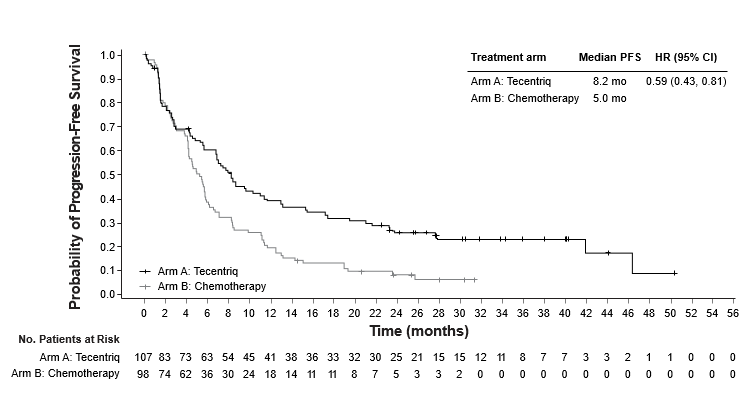 Treatment arm Median PFS HR (95% CI)
Arm A: Tecentriq 8.2 mo 0.59 (0.43, 0.81)
Arm B: Chemotherapy 5.0 mo
Probability of Progression-Free Survival
1.0
0.9
0.8
0.7
0.6
0.5
0.4
0.3
0.2
0.1
0.0
Arm A: Tecentriq
Arm B: Chemotherapy
0 2 4 6 8 10 12 14 16 18 20 22 24 26 28 30 32 34 36 38 40 42 44 46 48 50 52 54 56
Time (months)
No. Patients at Risk
Arm A: Tecentriq 107 83 73 63 54 45 41 38 36 33 32 30 25 21 15 15 12 11 8 7 7 3 3 2 1 1 0 0 0
Arm B: Chemotherapy 98 74 62 36 30 24 18 14 11 11 8 7 5 3 3 2 0 0 0 0 0 0 0 0 0 0 0 0 0